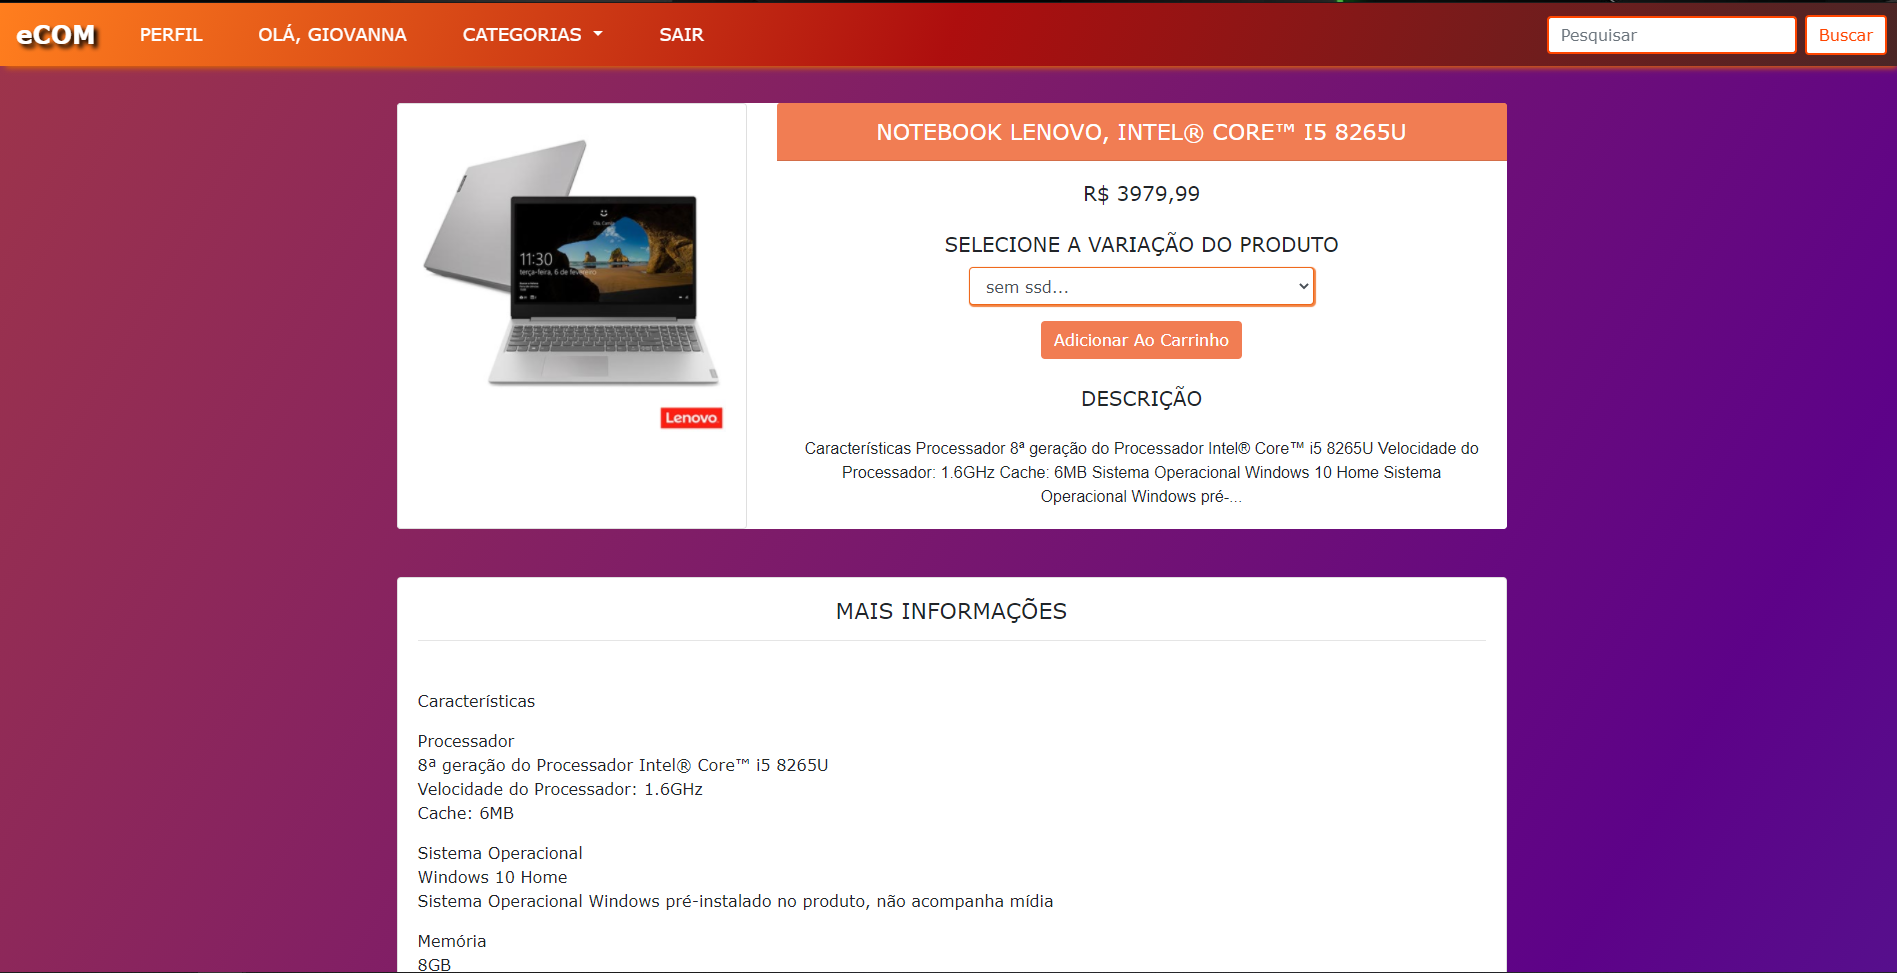 eCOM
PERFIL
OLÁ, GIOVANNA
CATEGORIAS
SAIR
Pesquisar
Buscar
NOTEBOOK LENOVO, INTEL® CORE™ I5 8265U
R$ 3979,99
SELECIONE A VARIAÇÃO DO PRODUTO
sem ssd...
Adicionar Ao Carrinho
DESCRIÇÃO
Características Processador 8ª geração do Processador Intel® Core™ i5 8265U Velocidade do
Processador: 1.6GHz Cache: 6MB Sistema Operacional Windows 10 Home Sistema
Operacional Windows pré-...
11:30
terça-feira, 6 de fevereiro
Lenovo
MAIS INFORMAÇÕES
Características
Processador
8ª geração do Processador Intel® Core™ i5 8265U
Velocidade do Processador: 1.6GHz
Cache: 6MB
Sistema Operacional
Windows 10 Home
Sistema Operacional Windows pré-instalado no produto, não acompanha mídia
Memória
8GB